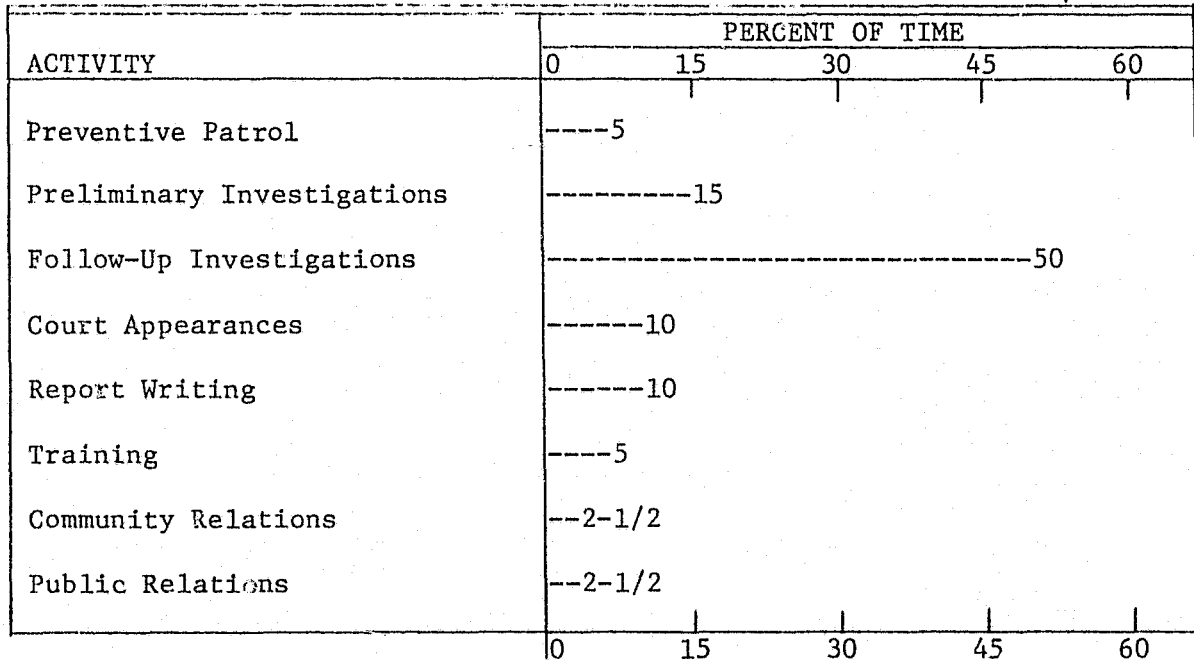 PERCENT OF TIME
ACTIVITY 0 15 30 45 60
Preventive Patrol ----5
Preliminary Investigations ---------15
Follow-Up Investigations ------------------------------50
Court Appearances ------10
Report Writing ------10
Training ----5
Community Relations --2-1/2
Public Relations --2-1/2
0 15 30 45 60